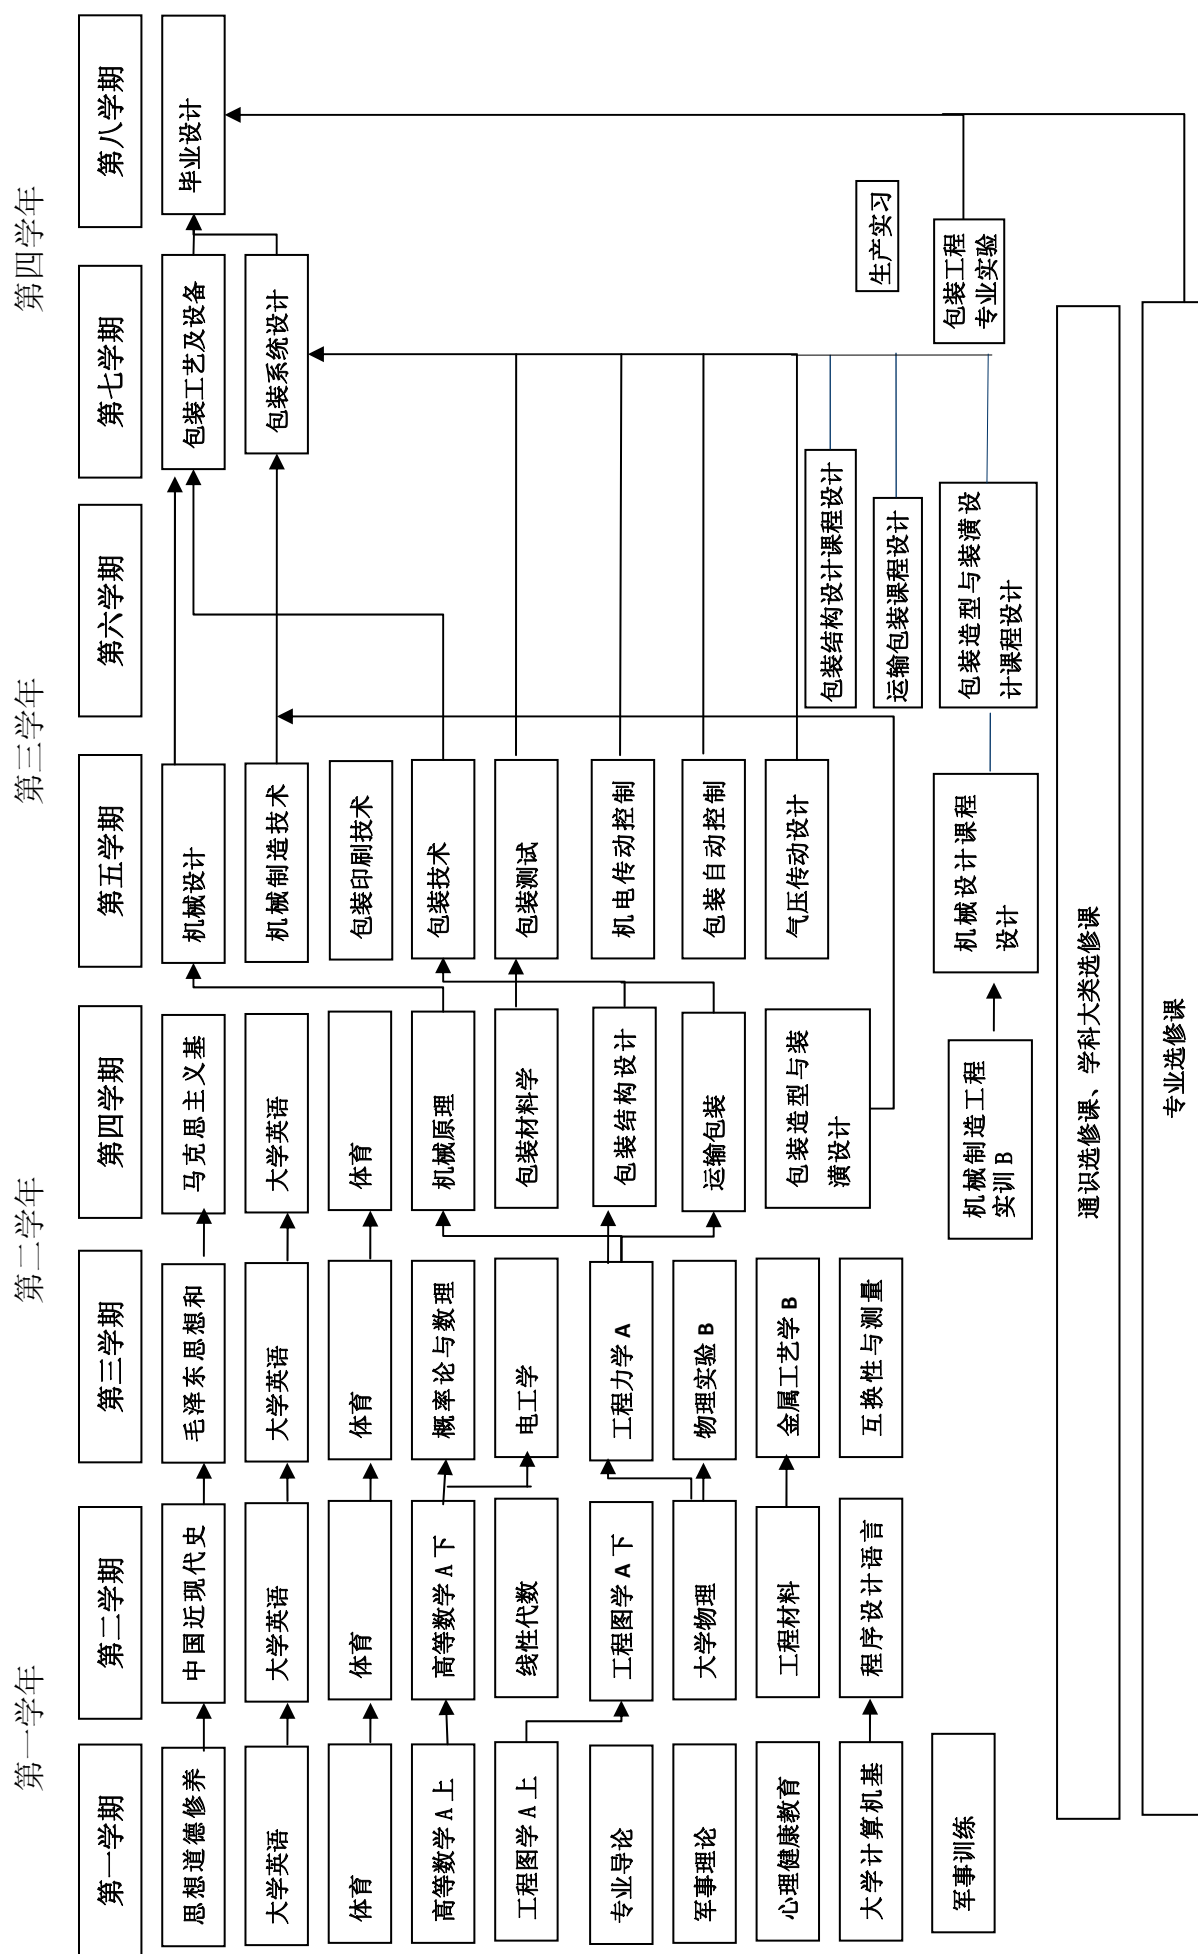 第一学年
第二学年
第三学年
第四学年
第一学期
第二学期
第三学期
第四学期
第五学期
第六学期
第七学期
第八学期
思想道德修养
中国近现代史
毛泽东思想和
马克思主义基
机械设计
包装工艺及设备
毕业设计
大学英语
大学英语
大学英语
大学英语
机械制造技术
包装系统设计
体育
体育
体育
体育
包装印刷技术
高等数学A上
高等数学A下
概率论与数理
机械原理
包装技术
工程图学A上
线性代数
电工学
包装材料学
包装测试
专业导论
工程图学A下
工程力学A
包装结构设计
机电传动控制
军事理论
大学物理
物理实验B
运输包装
包装自动控制
心理健康教育
工程材料
金属工艺学B
包装造型与装
潢设计
气压传动设计
包装结构设计课程设计
大学计算机基
程序设计语言
互换性与测量
运输包装课程设计
生产实习
军事训练
机械制造工程
实训B
机械设计课程
设计
包装造型与装潢设
计课程设计
包装工程
专业实验
通识选修课、学科大类选修课
专业选修课